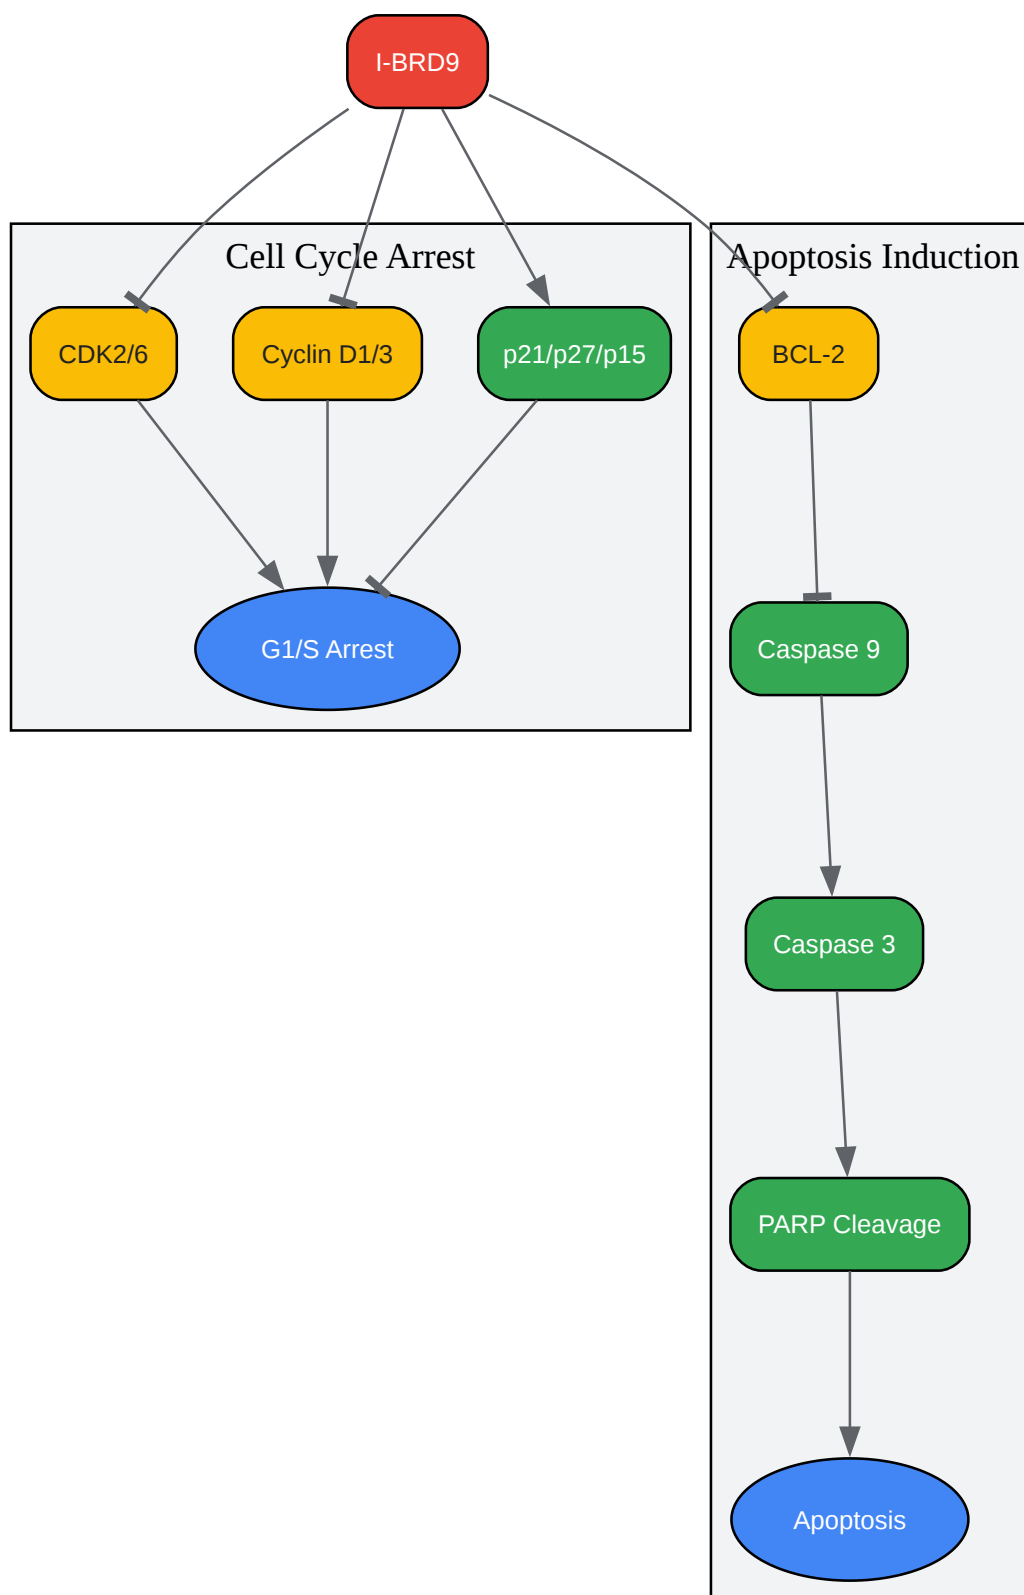 I-BRD9
Cell Cycle Arrest
Apoptosis Induction
CDK2/6
Cyclin D1/3
p21/p27/p15
BCL-2
G1/S Arrest
Caspase 9
Caspase 3
PARP Cleavage
Apoptosis